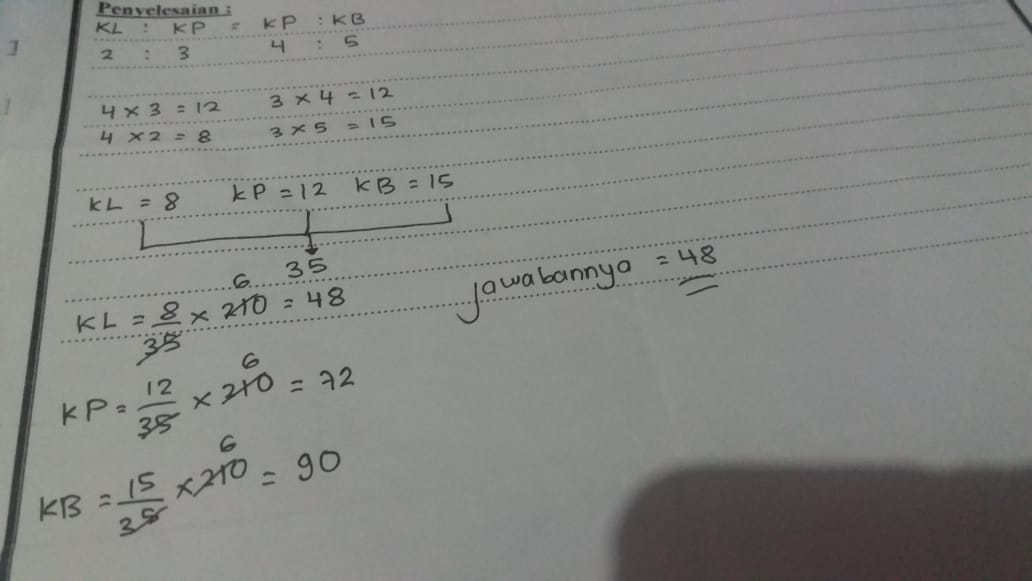 Penyelesaian :
KL : KP = KP : KB
2 : 3 4 : 5
4 × 3 = 12 3 × 4 = 12
4 × 2 = 8 3 × 5 = 15
KL = 8 KP = 12 KB = 15
35
KL = 8/35 × 210 = 48 6 Jawabannya = 48
KP = 12/35 × 210 = 72 6
KB = 15/35 × 210 = 90 6